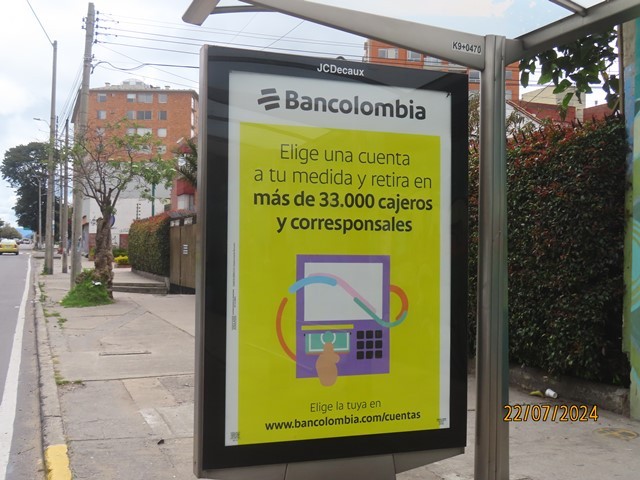 K9+0470
JCDecaux
Bancolombia
Elige una cuenta
a tu medida y retira en
más de 33.000 cajeros
y corresponsales
Elige la tuya en
www.bancolombia.com/cuentas
22/07/2024